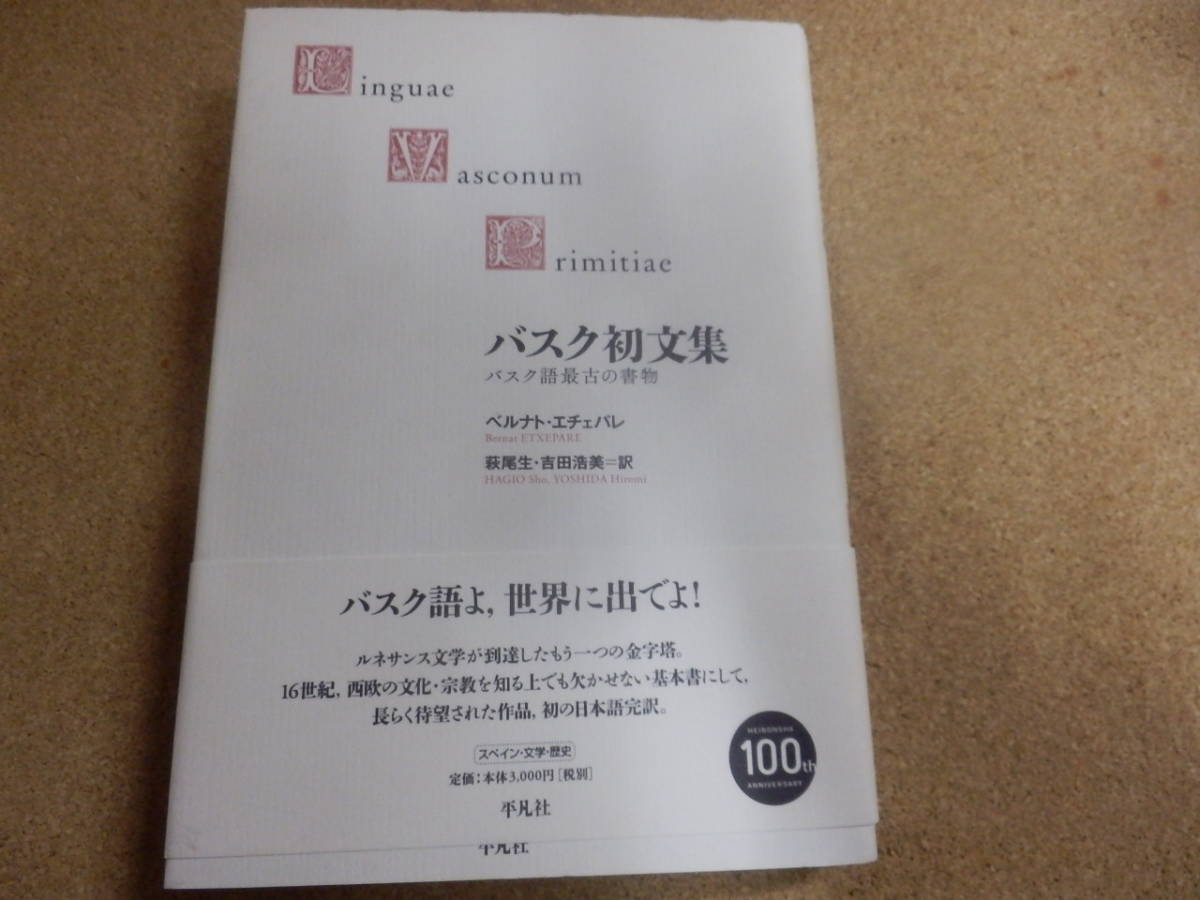 Linguae
Vasconum
Primitiae
バスク初文集
バスク語最古の書物
ベルナト・エチェパレ
Bernat ETXEPARE
萩尾生・吉田浩美=訳
HAGIO Sho, YOSHIDA Hiromi
バスク語よ, 世界に出でよ!
ルネサンス文学が到達したもう一つの金字塔。
16世紀, 西欧の文化・宗教を知る上でも欠かせない基本書にして,
長らく待望された作品, 初の日本語完訳。
スペイン・文学・歴史
定価:本体3,000円[税別]
平凡社
HEIBONSHA
100th
ANNIVERSARY
平凡社